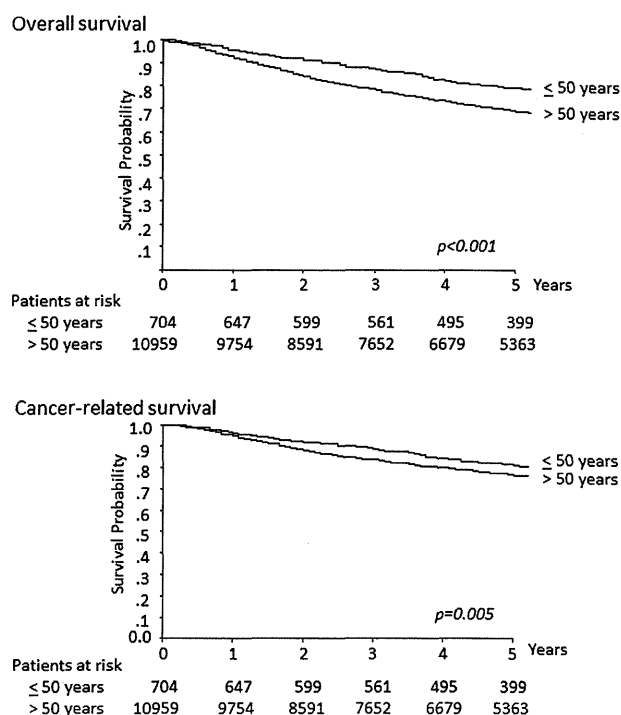 Overall survival
Survival Probability
1.0
.9
.8
.7
.6
.5
.4
.3
.2
.1
≤ 50 years
> 50 years
p<0.001
0 1 2 3 4 5 Years
Patients at risk
≤ 50 years 704 647 599 561 495 399
> 50 years 10959 9754 8591 7652 6679 5363
Cancer-related survival
Survival Probability
1.0
.9
.8
.7
.6
.5
.4
.3
.2
.1
0.0
≤ 50 years
> 50 years
p=0.005
0 1 2 3 4 5 Years
Patients at risk
≤ 50 years 704 647 599 561 495 399
> 50 years 10959 9754 8591 7652 6679 5363